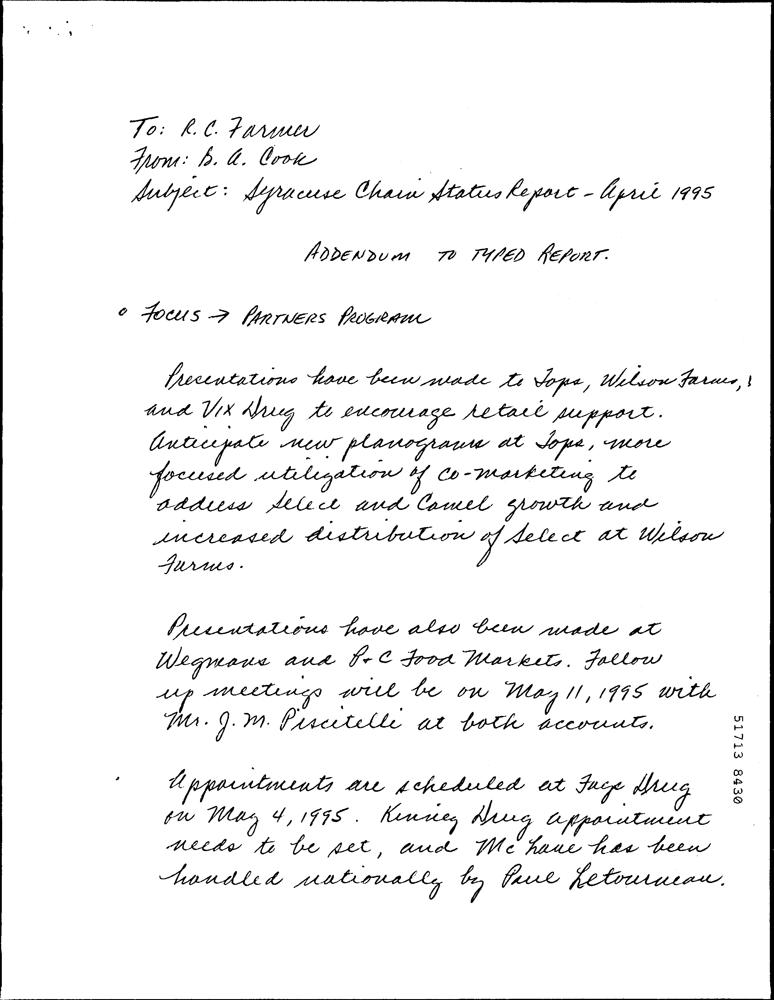 To: R. C. Farmer
From: B. A. Cook
Subject: Syracuse Chain Status Report - April 1995
ADDENDUM TO TYPED REPORT.
o Focus → PARTNERS PROGRAM
Presentations have been made to Tops, Wilson Farms,
and Vix Drug to encourage retail support.
Anticipate new planograms at Tops, more
focused utilization of co-marketing to
address Select and Camel growth and
increased distribution of Select at Wilson
Farms.
Presentations have also been made at
Wegmans and P+C Food Markets. Follow
up meetings will be on May 11, 1995 with
Mr. J. M. Piscitelli at both accounts.
Appointments are scheduled at Fays Drug
on May 4, 1995. Kinney Drug appointment
needs to be set, and McLane has been
handled nationally by Paul Letourneau.
51713 8430